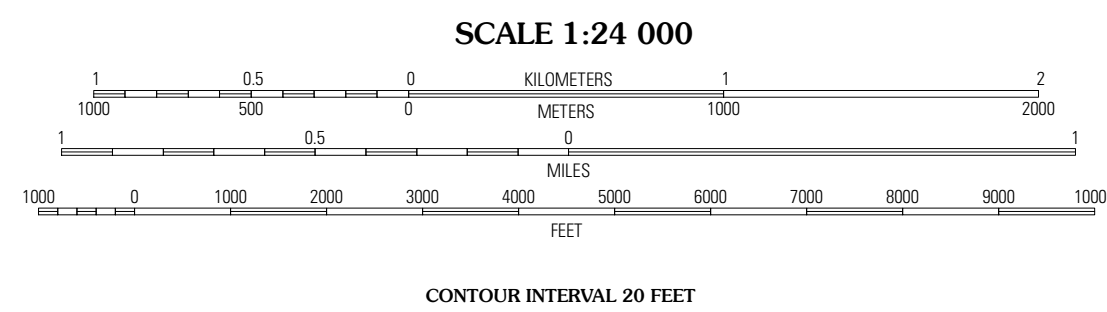 SCALE 1:24 000
1 0.5 0 KILOMETERS 1 2
1000 500 0 METERS 1000 2000
1 0.5 0 1
MILES
1000 0 1000 2000 3000 4000 5000 6000 7000 8000 9000 1000
FEET
CONTOUR INTERVAL 20 FEET